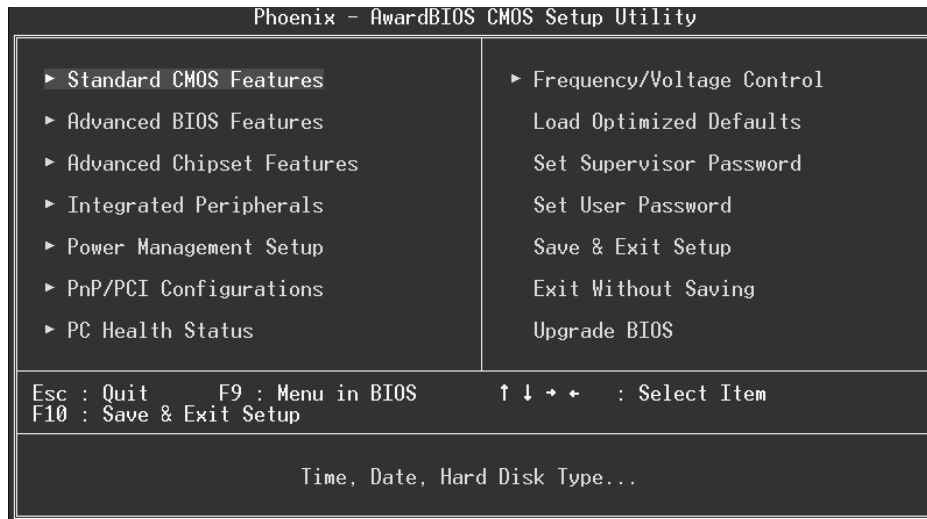 Phoenix - AwardBIOS CMOS Setup Utility
► Standard CMOS Features
► Advanced BIOS Features
► Advanced Chipset Features
► Integrated Peripherals
► Power Management Setup
► PnP/PCI Configurations
► PC Health Status
► Frequency/Voltage Control
Load Optimized Defaults
Set Supervisor Password
Set User Password
Save & Exit Setup
Exit Without Saving
Upgrade BIOS
Esc : Quit F9 : Menu in BIOS ↑ ↓ → ← : Select Item
F10 : Save & Exit Setup
Time, Date, Hard Disk Type...